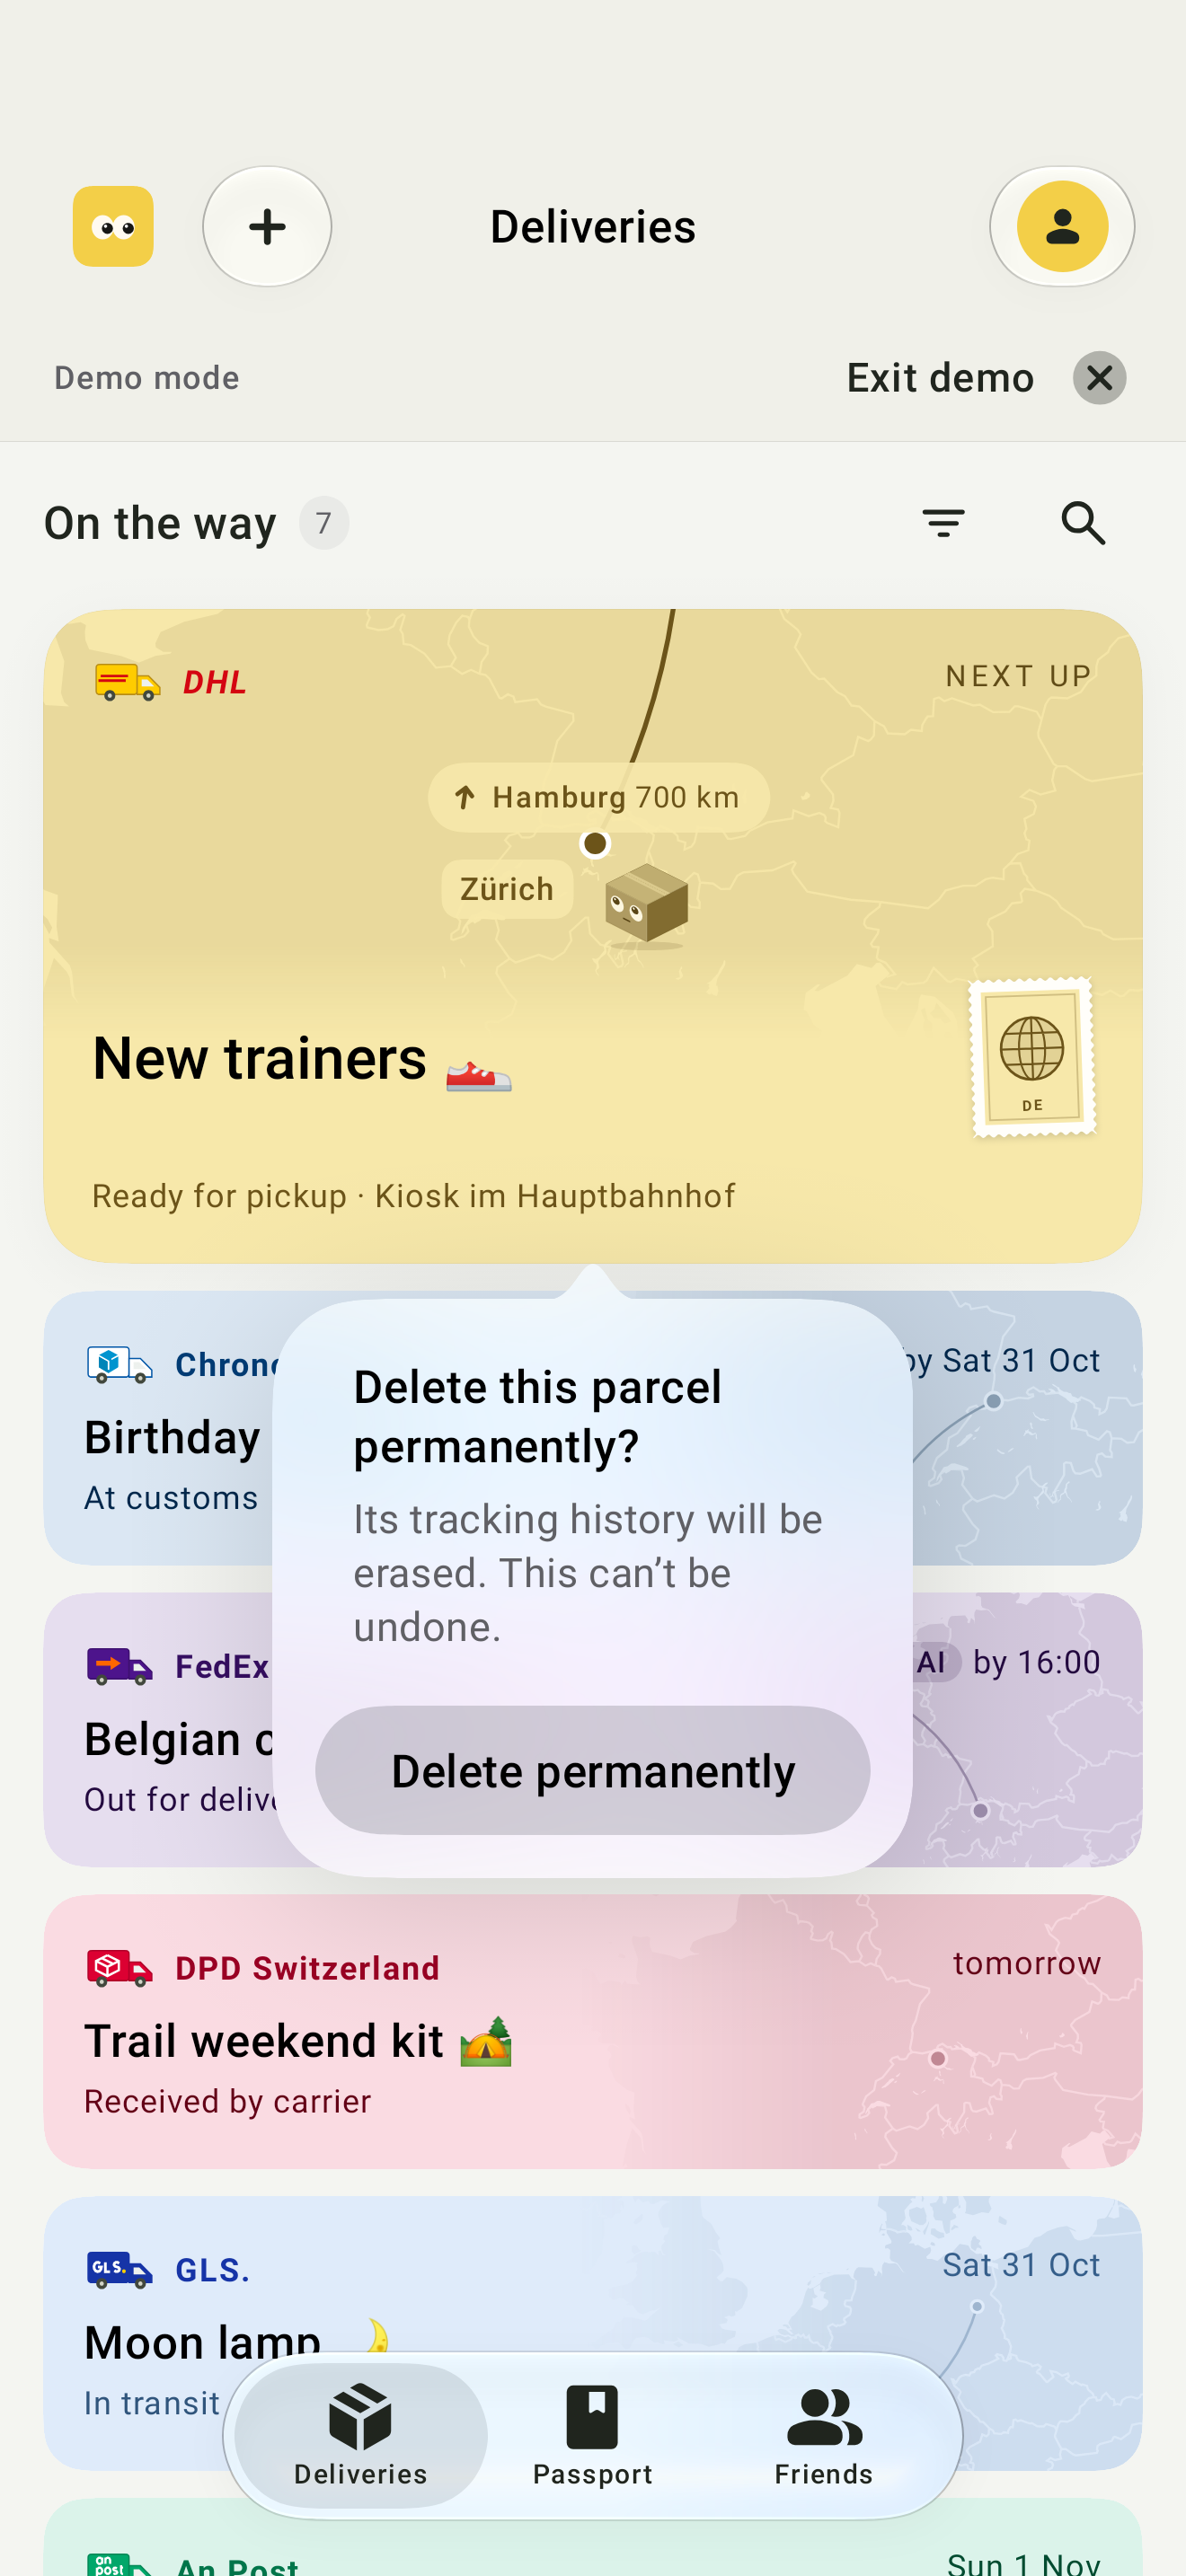 Deliveries
Demo mode
Exit demo
On the way 7
DHL
NEXT UP
Hamburg 700 km
Zürich
New trainers
DE
Ready for pickup · Kiosk im Hauptbahnhof
by Sat 31 Oct
Birthday
At customs
Delete this parcel
permanently?
Its tracking history will be
erased. This can’t be
undone.
Delete permanently
FedEx
AI by 16:00
Belgian
Out for
DPD Switzerland
tomorrow
Trail weekend kit
Received by carrier
GLS.
GLS.
Sat 31 Oct
Moon lamp
In transit
Deliveries
Passport
Friends
an post
An Post
Sun 1 Nov